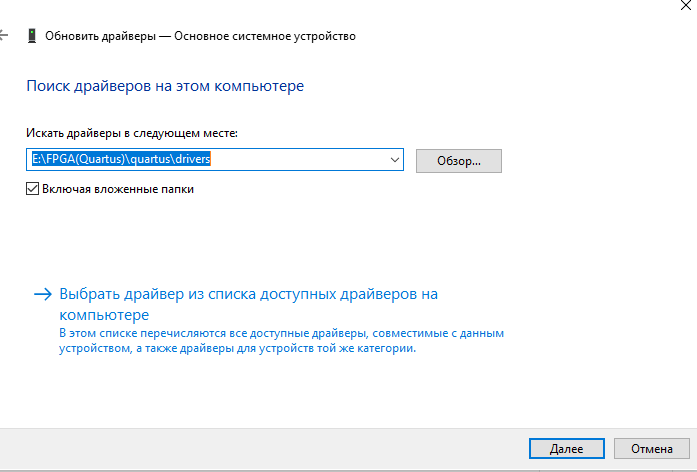 Обновить драйверы — Основное системное устройство
Поиск драйверов на этом компьютере
Искать драйверы в следующем месте:
E:\FPGA(Quartus)\quartus\drivers
Обзор...
Включая вложенные папки
Выбрать драйвер из списка доступных драйверов на
компьютере
В этом списке перечисляются все доступные драйверы, совместимые с данным
устройством, а также драйверы для устройств той же категории.
Далее
Отмена